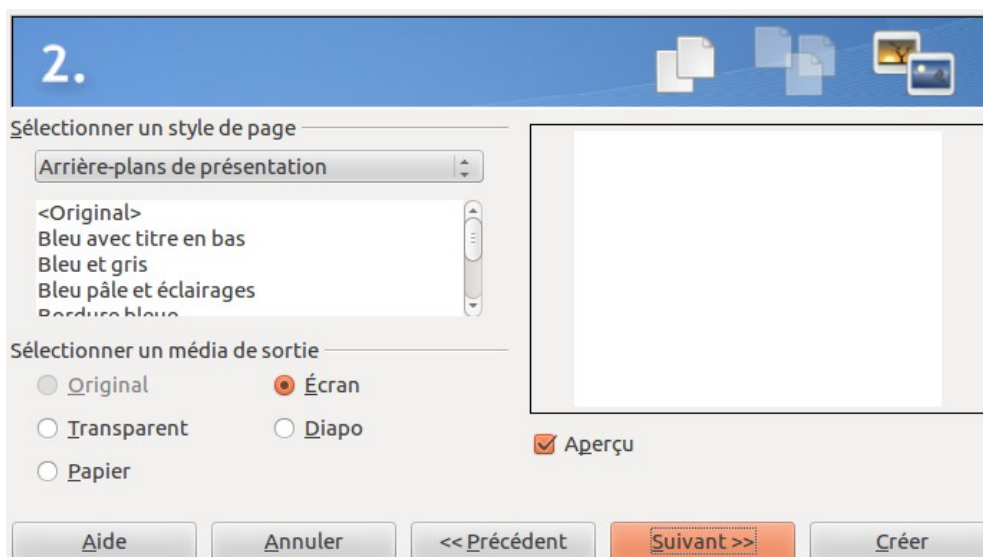 2.
Sélectionner un style de page
Arrière-plans de présentation
<Original>
Bleu avec titre en bas
Bleu et gris
Bleu pâle et éclairages
Bordure bleue
Sélectionner un média de sortie
Original
Écran
Transparent
Diapo
Papier
Aperçu
Aide
Annuler
<< Précédent
Suivant >>
Créer